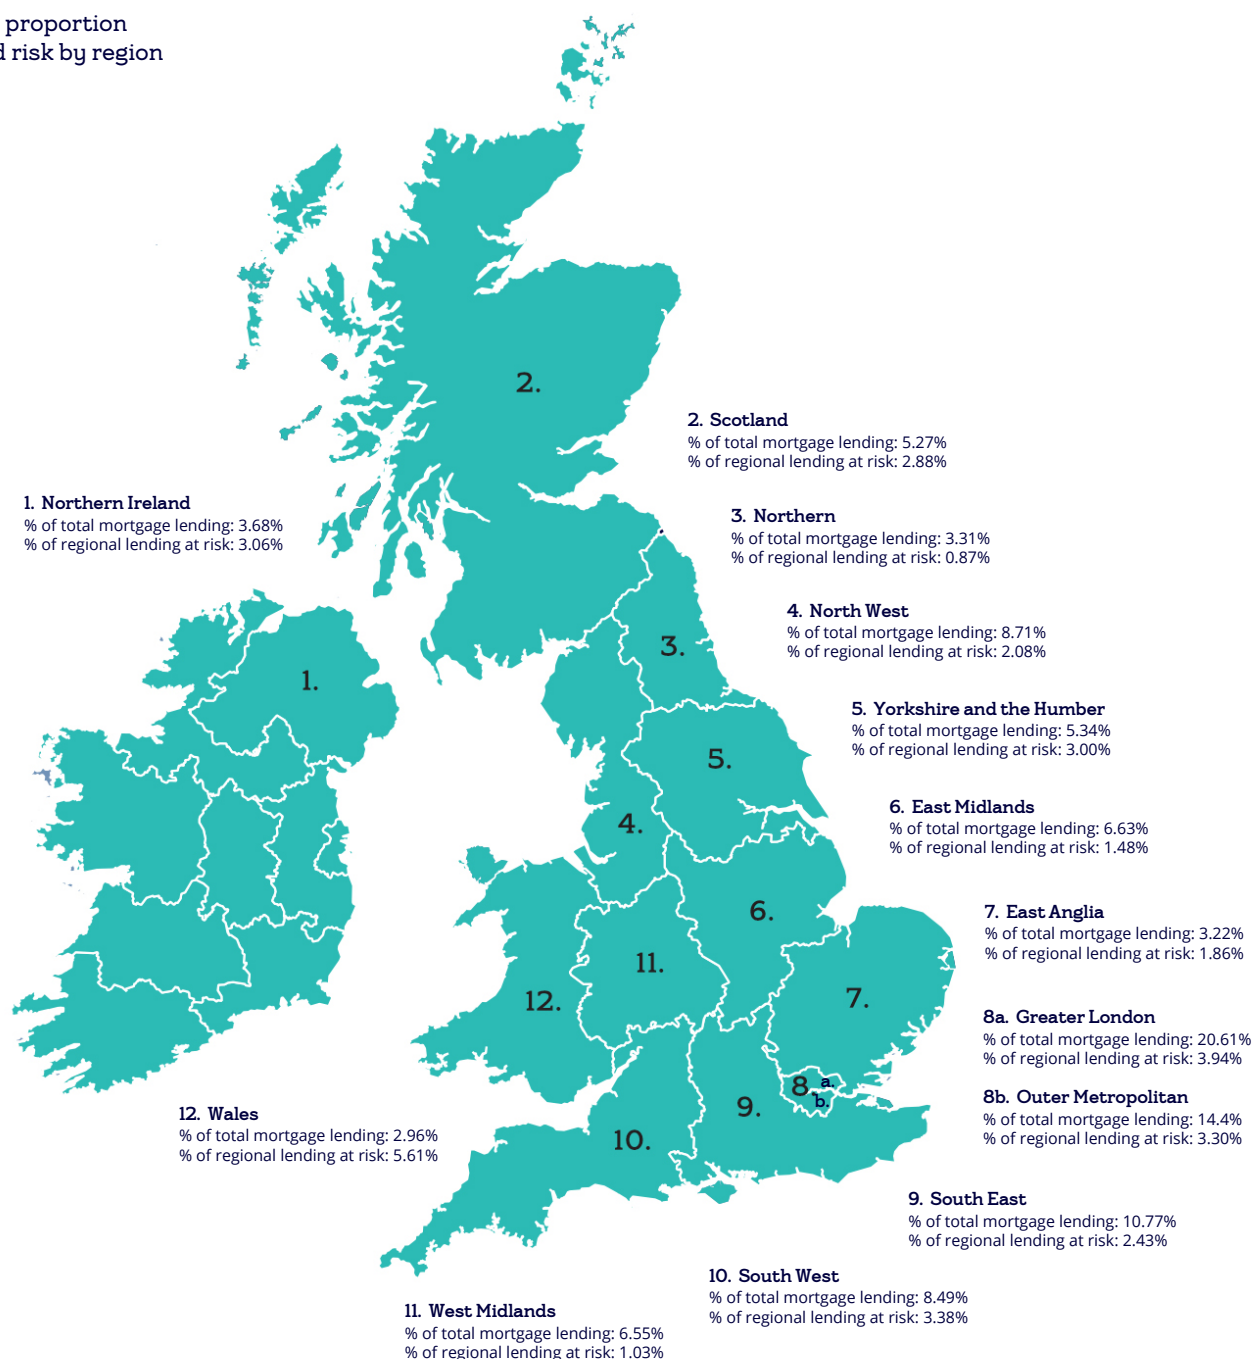 proportion
d risk by region
2.
2. Scotland
% of total mortgage lending: 5.27%
% of regional lending at risk: 2.88%
1. Northern Ireland
% of total mortgage lending: 3.68%
% of regional lending at risk: 3.06%
3. Northern
% of total mortgage lending: 3.31%
% of regional lending at risk: 0.87%
4. North West
% of total mortgage lending: 8.71%
% of regional lending at risk: 2.08%
3.
1.
5. Yorkshire and the Humber
% of total mortgage lending: 5.34%
% of regional lending at risk: 3.00%
5.
6. East Midlands
% of total mortgage lending: 6.63%
% of regional lending at risk: 1.48%
4.
6.
7. East Anglia
% of total mortgage lending: 3.22%
% of regional lending at risk: 1.86%
11.
12.
7.
8a. Greater London
% of total mortgage lending: 20.61%
% of regional lending at risk: 3.94%
8.
a.
b.
8b. Outer Metropolitan
% of total mortgage lending: 14.4%
% of regional lending at risk: 3.30%
9.
12. Wales
% of total mortgage lending: 2.96%
% of regional lending at risk: 5.61%
10.
9. South East
% of total mortgage lending: 10.77%
% of regional lending at risk: 2.43%
10. South West
% of total mortgage lending: 8.49%
% of regional lending at risk: 3.38%
11. West Midlands
% of total mortgage lending: 6.55%
% of regional lending at risk: 1.03%